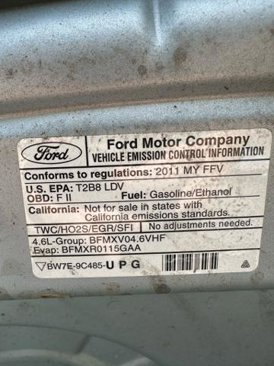 Ford
Ford Motor Company
VEHICLE EMISSION CONTROL INFORMATION
Conforms to regulations: 2011 MY FFV
U.S. EPA: T2B8 LDV
OBD: F II Fuel: Gasoline/Ethanol
California: Not for sale in states with
California emissions standards.
TWC/HO2S/EGR/SFI No adjustments needed.
4.6L-Group: BFMXV04.6VHF
Evap: BFMXR0115GAA
BW7E-9C485-U P G